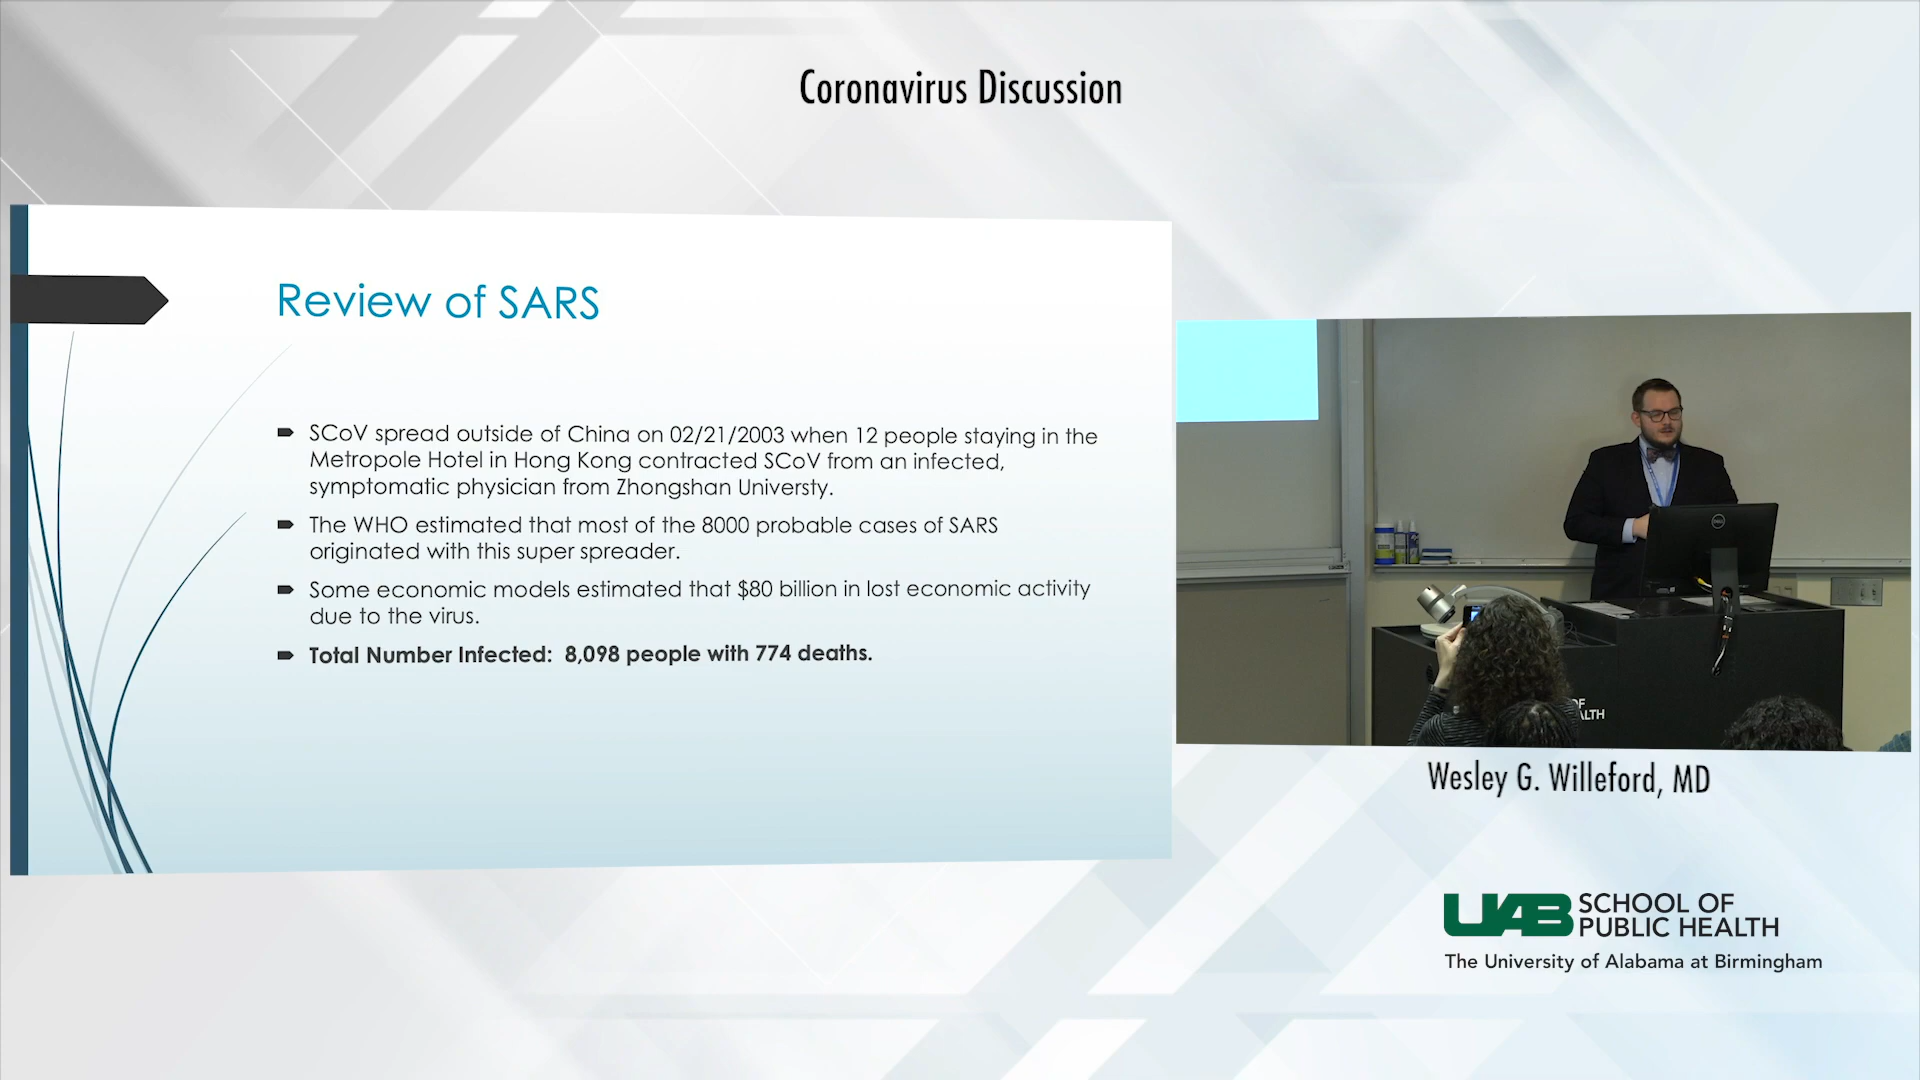 Coronavirus Discussion
Review of SARS
SCoV spread outside of China on 02/21/2003 when 12 people staying in the
Metropole Hotel in Hong Kong contracted SCoV from an infected,
symptomatic physician from Zhongshan Universty.
The WHO estimated that most of the 8000 probable cases of SARS
originated with this super spreader.
Some economic models estimated that $80 billion in lost economic activity
due to the virus.
Total Number Infected: 8,098 people with 774 deaths.
DELL
OF
ALTH
Wesley G. Willeford, MD
UAB SCHOOL OF
PUBLIC HEALTH
The University of Alabama at Birmingham